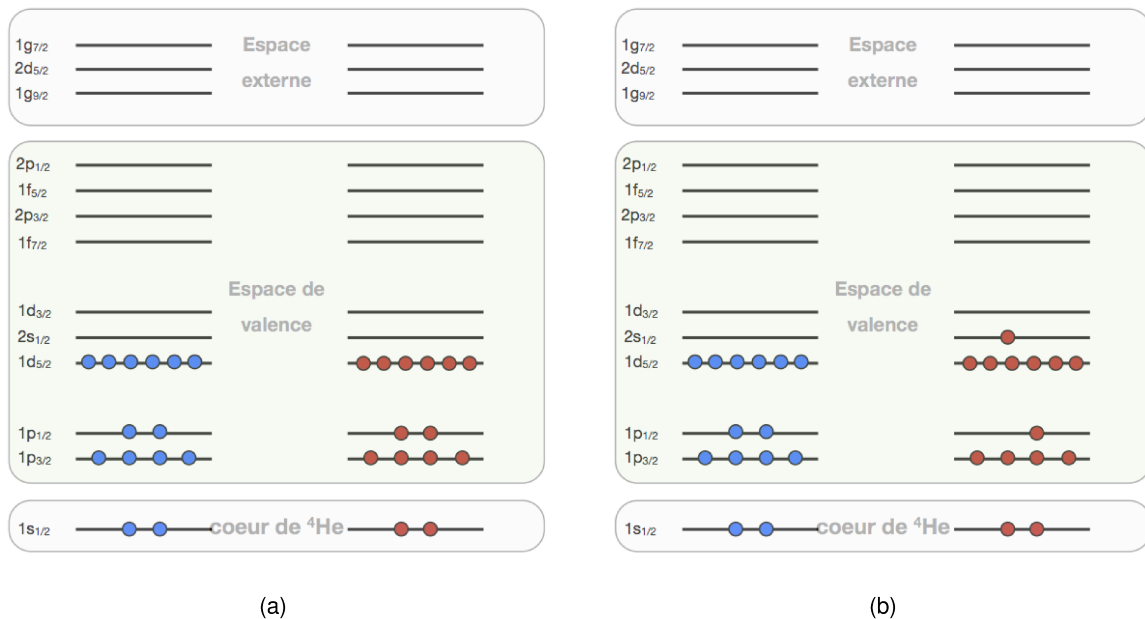 1g7/2 Espace
2d5/2 externe
1g9/2
2p1/2
1f5/2
2p3/2
1f7/2
Espace de
1d3/2 valence
2s1/2
1d5/2
1p1/2
1p3/2
1s1/2 coeur de ⁴He
(a)
1g7/2 Espace
2d5/2 externe
1g9/2
2p1/2
1f5/2
2p3/2
1f7/2
Espace de
1d3/2 valence
2s1/2
1d5/2
1p1/2
1p3/2
1s1/2 coeur de ⁴He
(b)